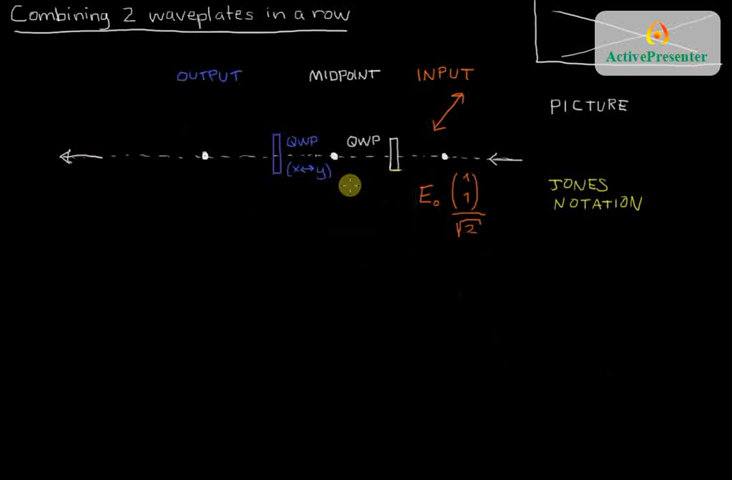 Combining 2 waveplates in a row
ActivePresenter
OUTPUT MIDPOINT INPUT
PICTURE
QWP QWP
(x↔y)
E₀ (1 1)/√2
JONES
NOTATION